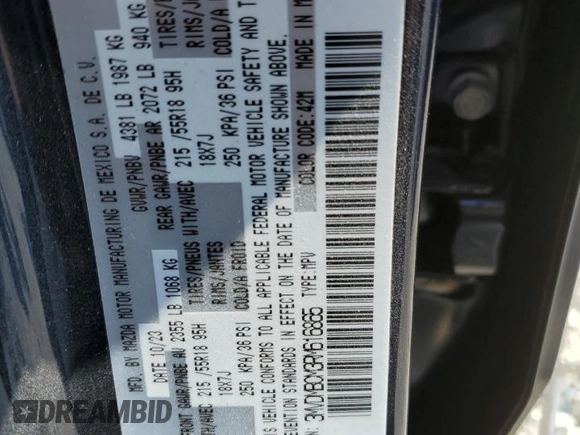 MFD. BY MAZDA MOTOR MANUFACTURING DE MEXICO S.A. DE C.V.
DATE 10/23 GVWR/PNBV 4381 LB 1987 KG
FRONT GAWR/PNBE AV 2355 LB 1068 KG REAR GAWR/PNBE AR 2072 LB 940 KG
215 /55R18 95H TIRES/PNEUS WITH/AVEC 215 /55R18 95H TIRES/
18X7J RIMS/JANTES 18X7J RIMS/
250 KPA/36 PSI COLD/A FROID 250 KPA/36 PSI COLD/A
VEHICLE CONFORMS TO ALL APPLICABLE FEDERAL MOTOR VEHICLE SAFETY AND
STANDARDS IN EFFECT ON THE DATE OF MANUFACTURE SHOWN ABOVE.
TYPE: MPV COLOR CODE: 42M
DREAMBID
DREAMBID.COM